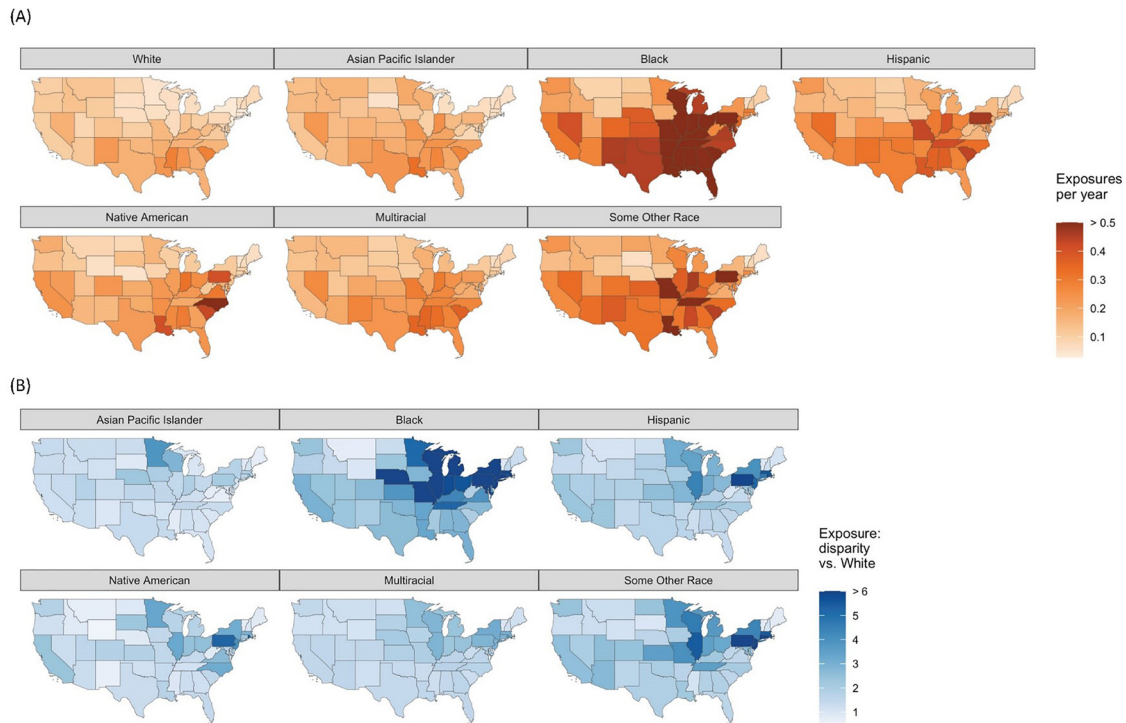 (A)
White
Asian Pacific Islander
Black
Hispanic
Native American
Multiracial
Some Other Race
Exposures
per year
> 0.5
0.4
0.3
0.2
0.1
(B)
Asian Pacific Islander
Black
Hispanic
Native American
Multiracial
Some Other Race
Exposure:
disparity
vs. White
> 6
5
4
3
2
1